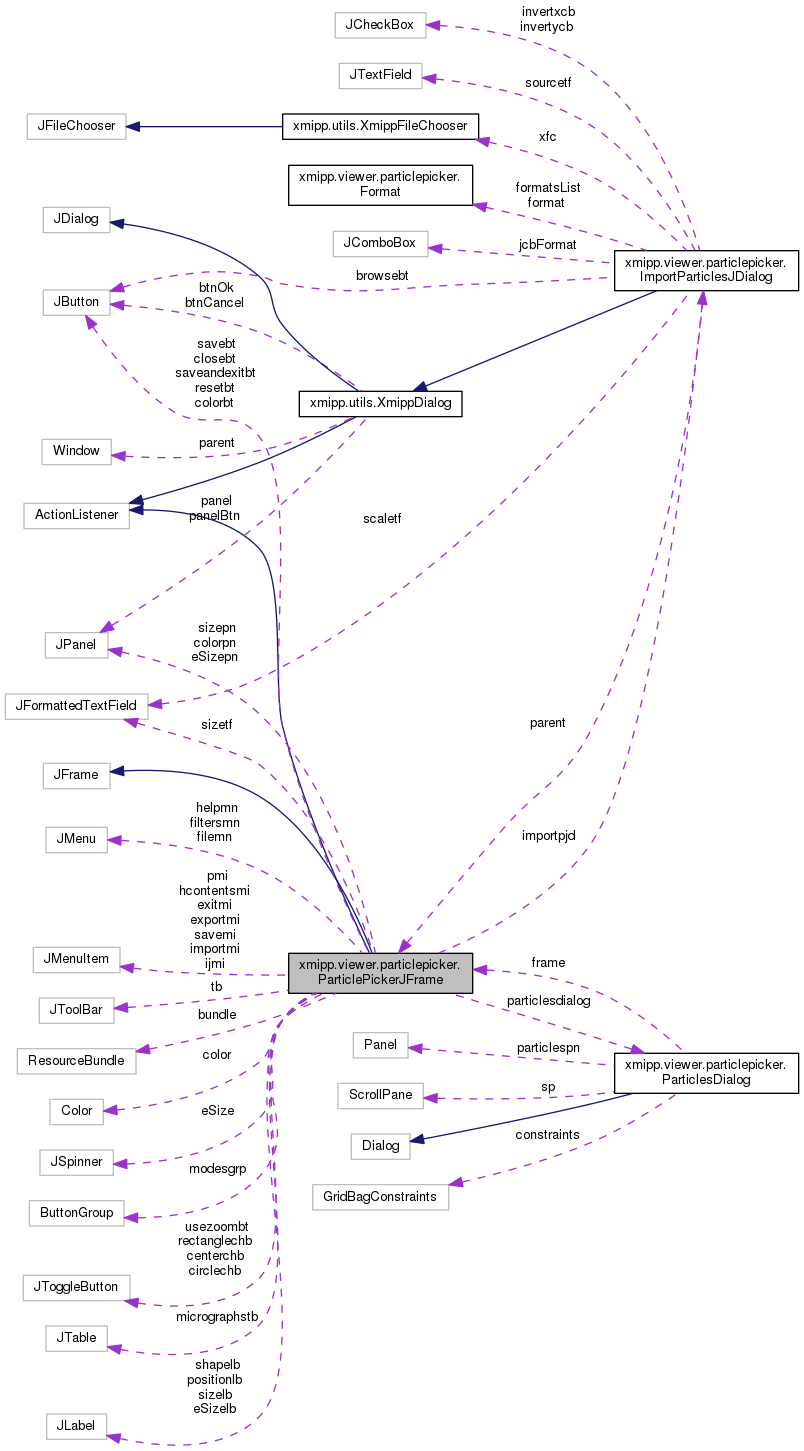 invertxcb
invertycb
JCheckBox
JTextField
sourcetf
JFileChooser
xmipp.utils.XmippFileChooser
xfc
xmipp.viewer.particlepicker.
Format
formatsList
format
JDialog
JComboBox
jcbFormat
xmipp.viewer.particlepicker.
ImportParticlesJDialog
JButton
btnOk
btnCancel
browsebt
savebt
closebt
saveandexitbt
resetbt
colorbt
xmipp.utils.XmippDialog
Window
parent
ActionListener
panel
panelBtn
scaletf
JPanel
sizepn
colorpn
eSizepn
JFormattedTextField
sizetf
parent
JFrame
JMenu
helpmn
filtersmn
filemn
importpjd
pmi
hcontentsmi
exitmi
exportmi
savemi
importmi
ijmi
JMenuItem
xmipp.viewer.particlepicker.
ParticlePickerJFrame
frame
JToolBar
tb
particlesdialog
ResourceBundle
bundle
Panel
particlespn
xmipp.viewer.particlepicker.
ParticlesDialog
Color
color
ScrollPane
sp
JSpinner
eSize
Dialog
constraints
ButtonGroup
modesgrp
GridBagConstraints
usezoombt
rectanglechb
centerchb
circlechb
JToggleButton
JTable
micrographstb
shapelb
positionlb
sizelb
eSizelb
JLabel